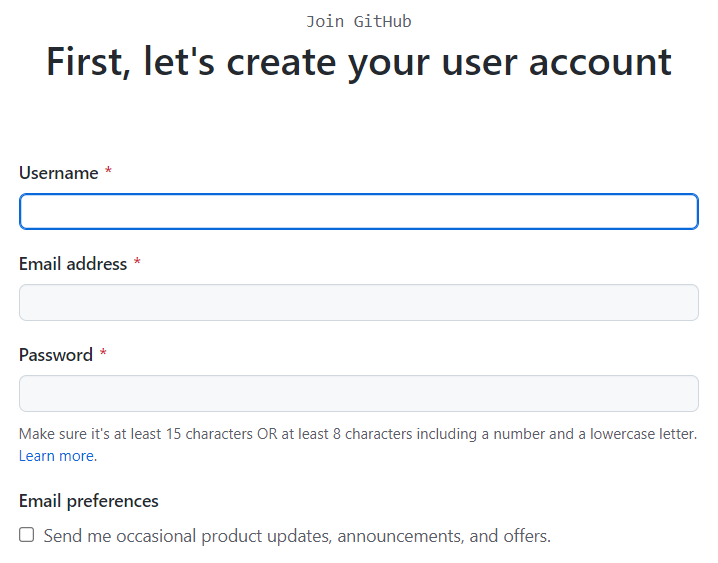 Join GitHub
First, let's create your user account
Username *
Email address *
Password *
Make sure it's at least 15 characters OR at least 8 characters including a number and a lowercase letter.
Learn more.
Email preferences
Send me occasional product updates, announcements, and offers.